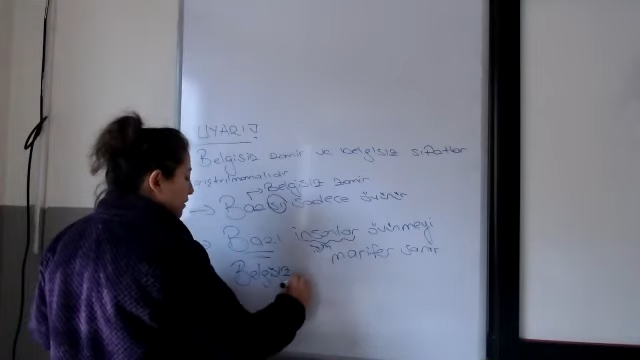 UYARI!
Belgisiz zamir ve belgisiz sıfatlar
karıştırılmamalıdır
Belgisiz zamir
→ Bazısı sadece övünür
Bazı insanlar övünmeyi
marifet sanır
Belgisiz